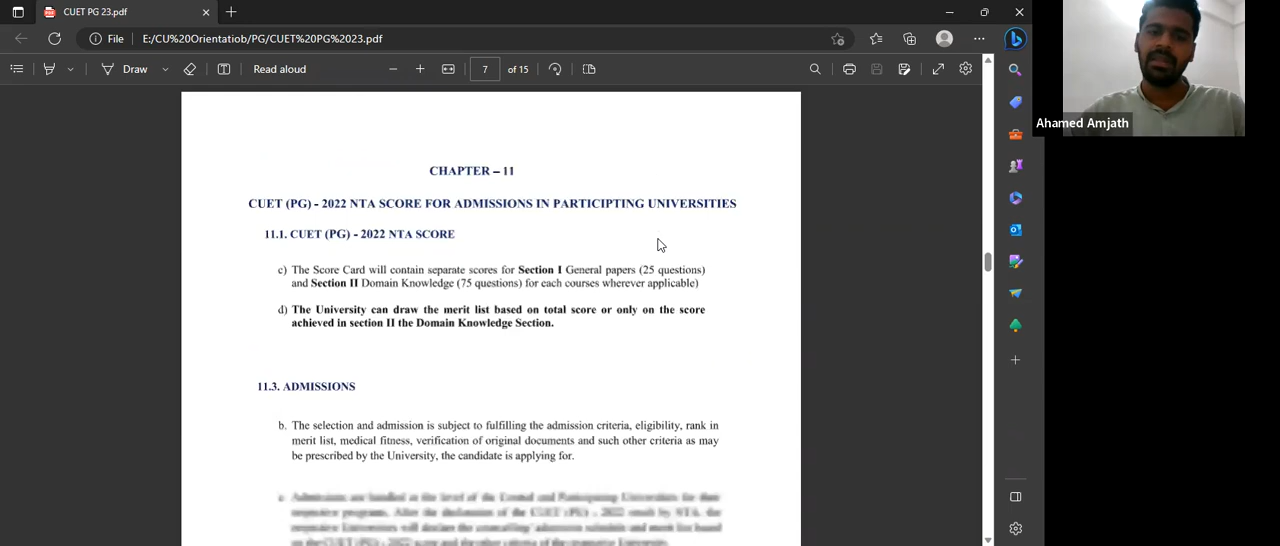 CUET PG 23.pdf
File E:/CU%20Orientatiob/PG/CUET%20PG%2023.pdf
Draw
Read aloud
7 of 15
Ahamed Amjath
CHAPTER – 11
CUET (PG) - 2022 NTA SCORE FOR ADMISSIONS IN PARTICIPTING UNIVERSITIES
11.1. CUET (PG) - 2022 NTA SCORE
c) The Score Card will contain separate scores for Section I General papers (25 questions)
and Section II Domain Knowledge (75 questions) for each courses wherever applicable)
d) The University can draw the merit list based on total score or only on the score
achieved in section II the Domain Knowledge Section.
11.3. ADMISSIONS
b. The selection and admission is subject to fulfilling the admission criteria, eligibility, rank in
merit list, medical fitness, verification of original documents and such other criteria as may
be prescribed by the University, the candidate is applying for.